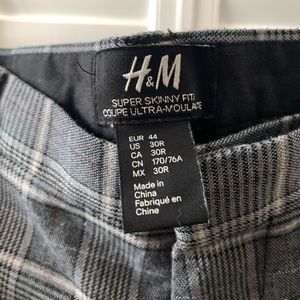 H&M
SUPER SKINNY FIT/
COUPE ULTRA-MOULANTE
EUR 44
US 30R
CA 30R
CN 170/76A
MX 30R
Made in
China
Fabriqué en
Chine